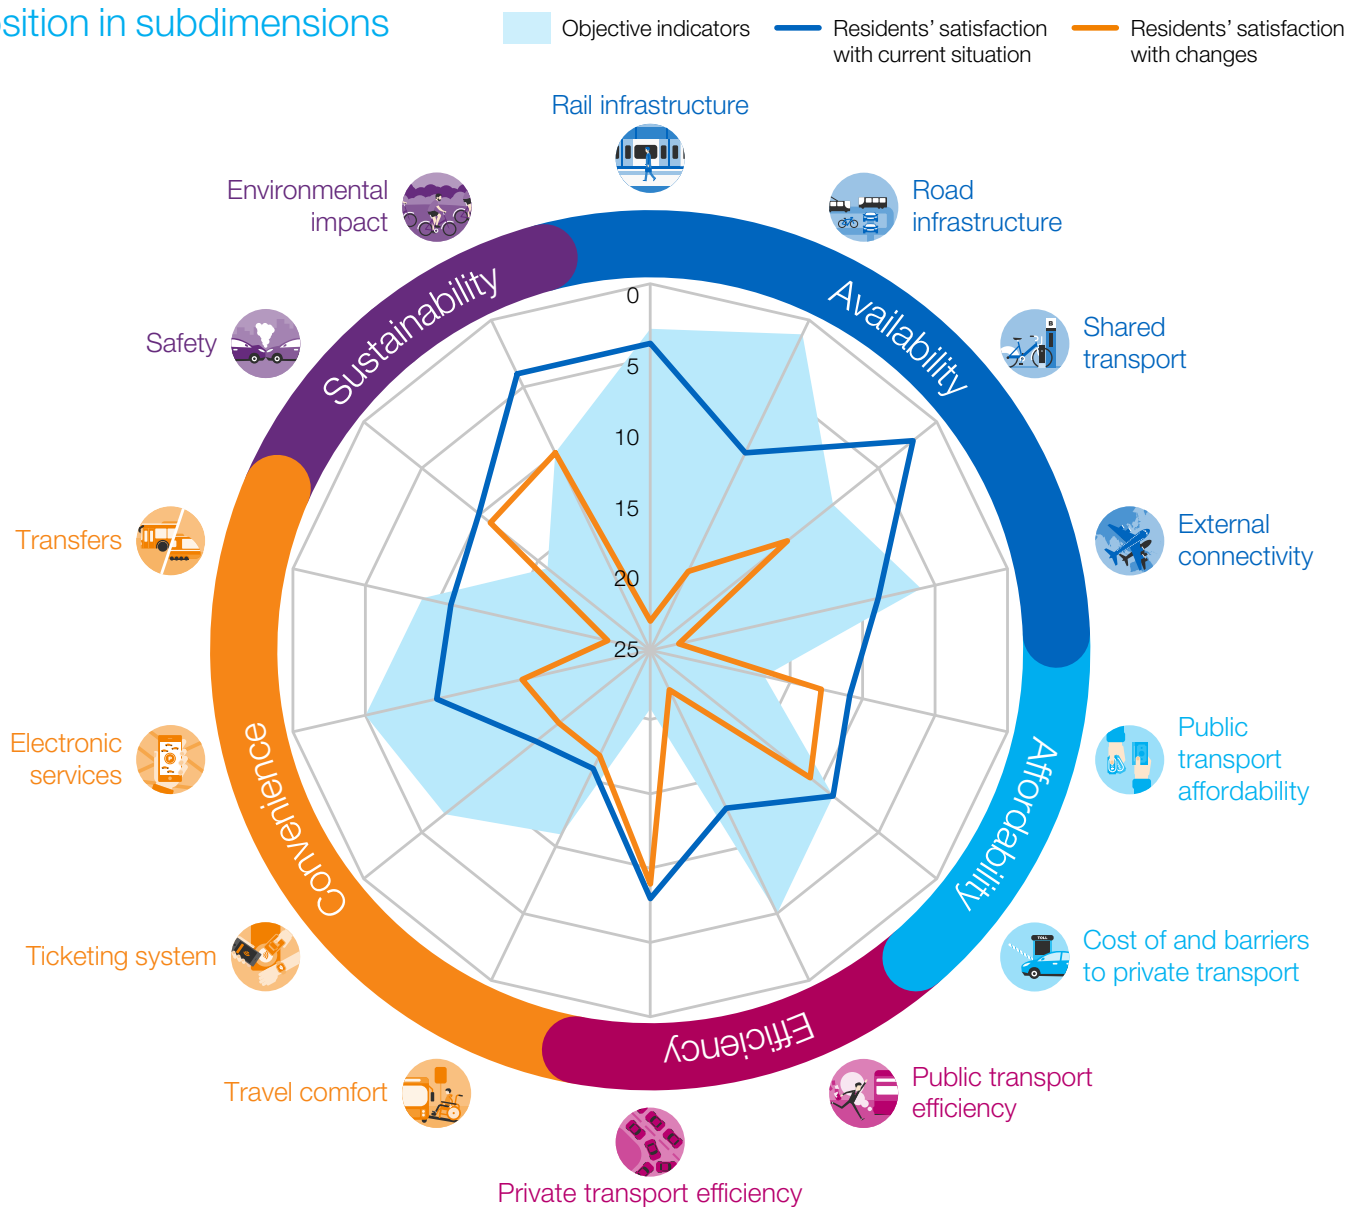 sition in subdimensions
Objective indicators
Residents’ satisfaction
with current situation
Residents’ satisfaction
with changes
Rail infrastructure
Road
infrastructure
Shared
transport
External
connectivity
Public
transport
affordability
Cost of and barriers
to private transport
Public transport
efficiency
Private transport efficiency
Travel comfort
Ticketing system
Electronic
services
Transfers
Safety
Environmental
impact
Availability
Affordability
Efficiency
Convenience
Sustainability
0
5
10
15
20
25
B
TOLL